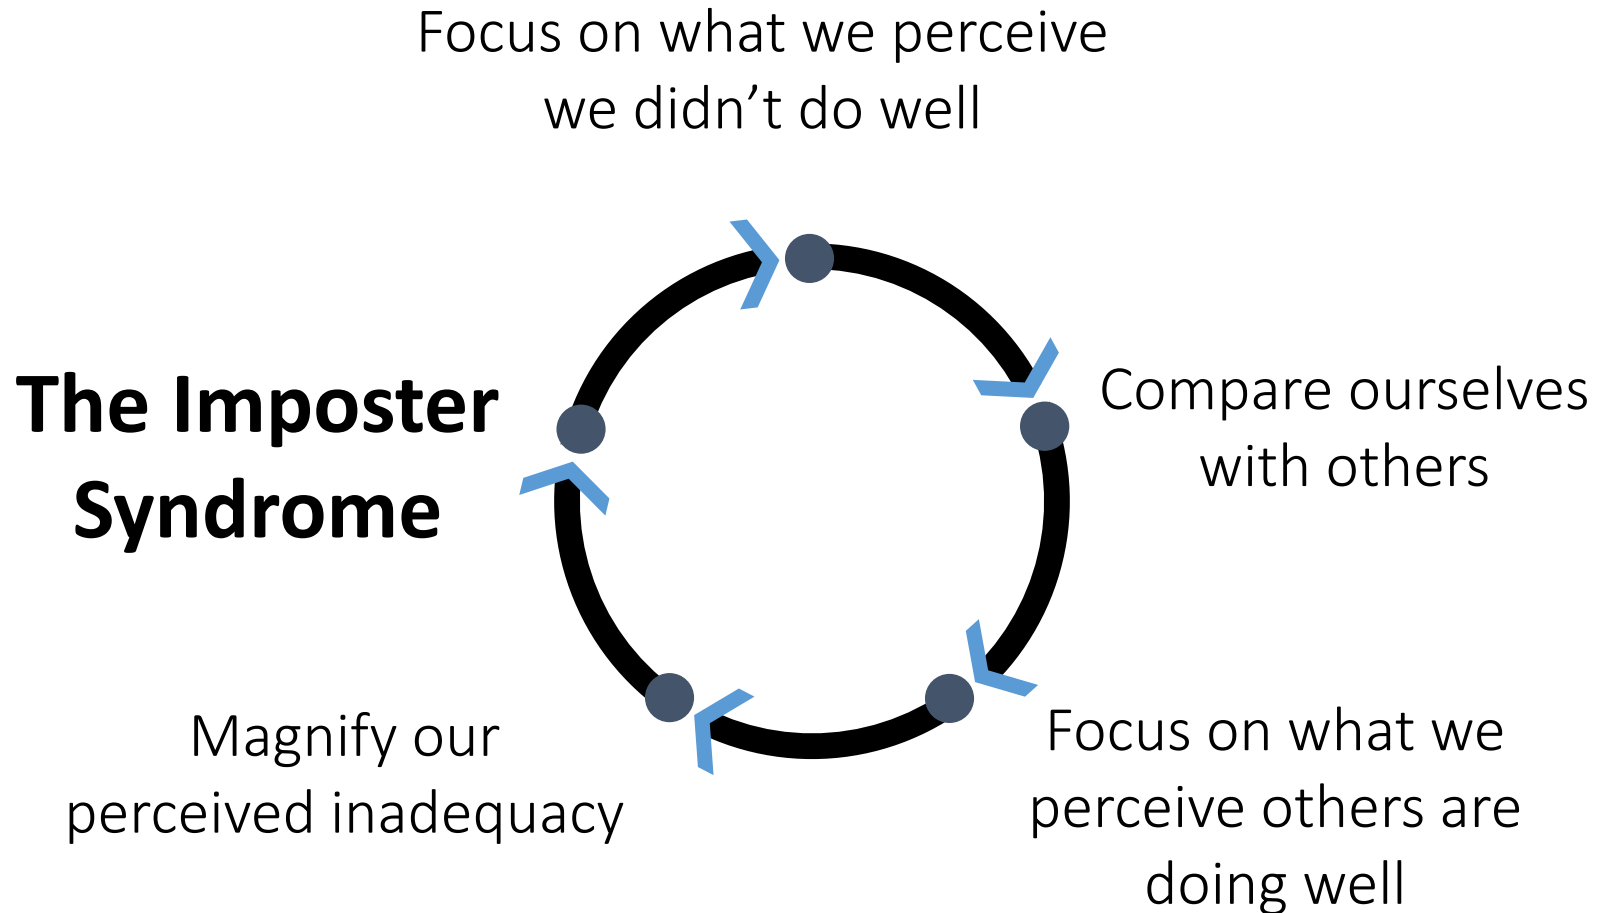 Focus on what we perceive
we didn’t do well
Compare ourselves
with others
Focus on what we
perceive others are
doing well
Magnify our
perceived inadequacy
The Imposter
Syndrome